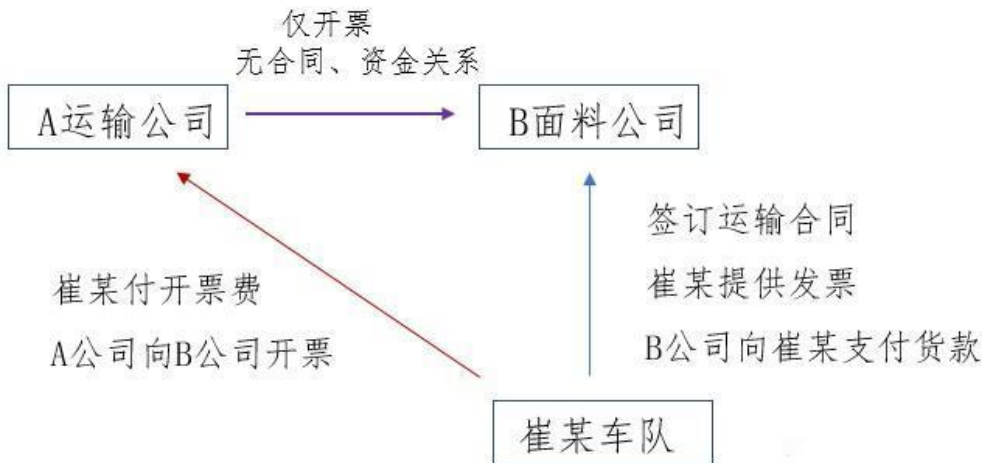 仅开票
无合同、资金关系
A运输公司
B面料公司
崔某付开票费
A公司向B公司开票
签订运输合同
崔某提供发票
B公司向崔某支付货款
崔某车队